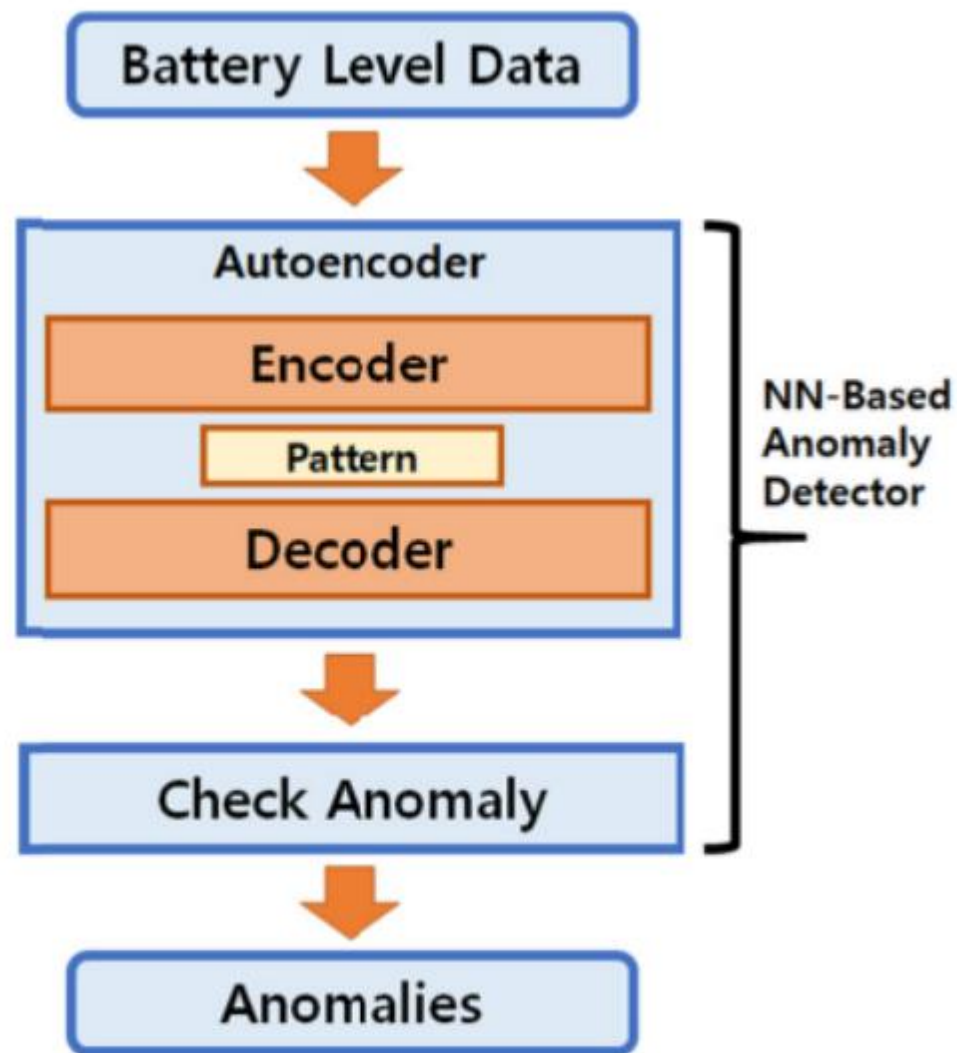 Battery Level Data
Autoencoder
Encoder
Pattern
Decoder
NN-Based
Anomaly
Detector
Check Anomaly
Anomalies